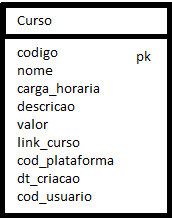 Curso
codigo pk
nome
carga_horaria
descricao
valor
link_curso
cod_plataforma
dt_criacao
cod_usuario